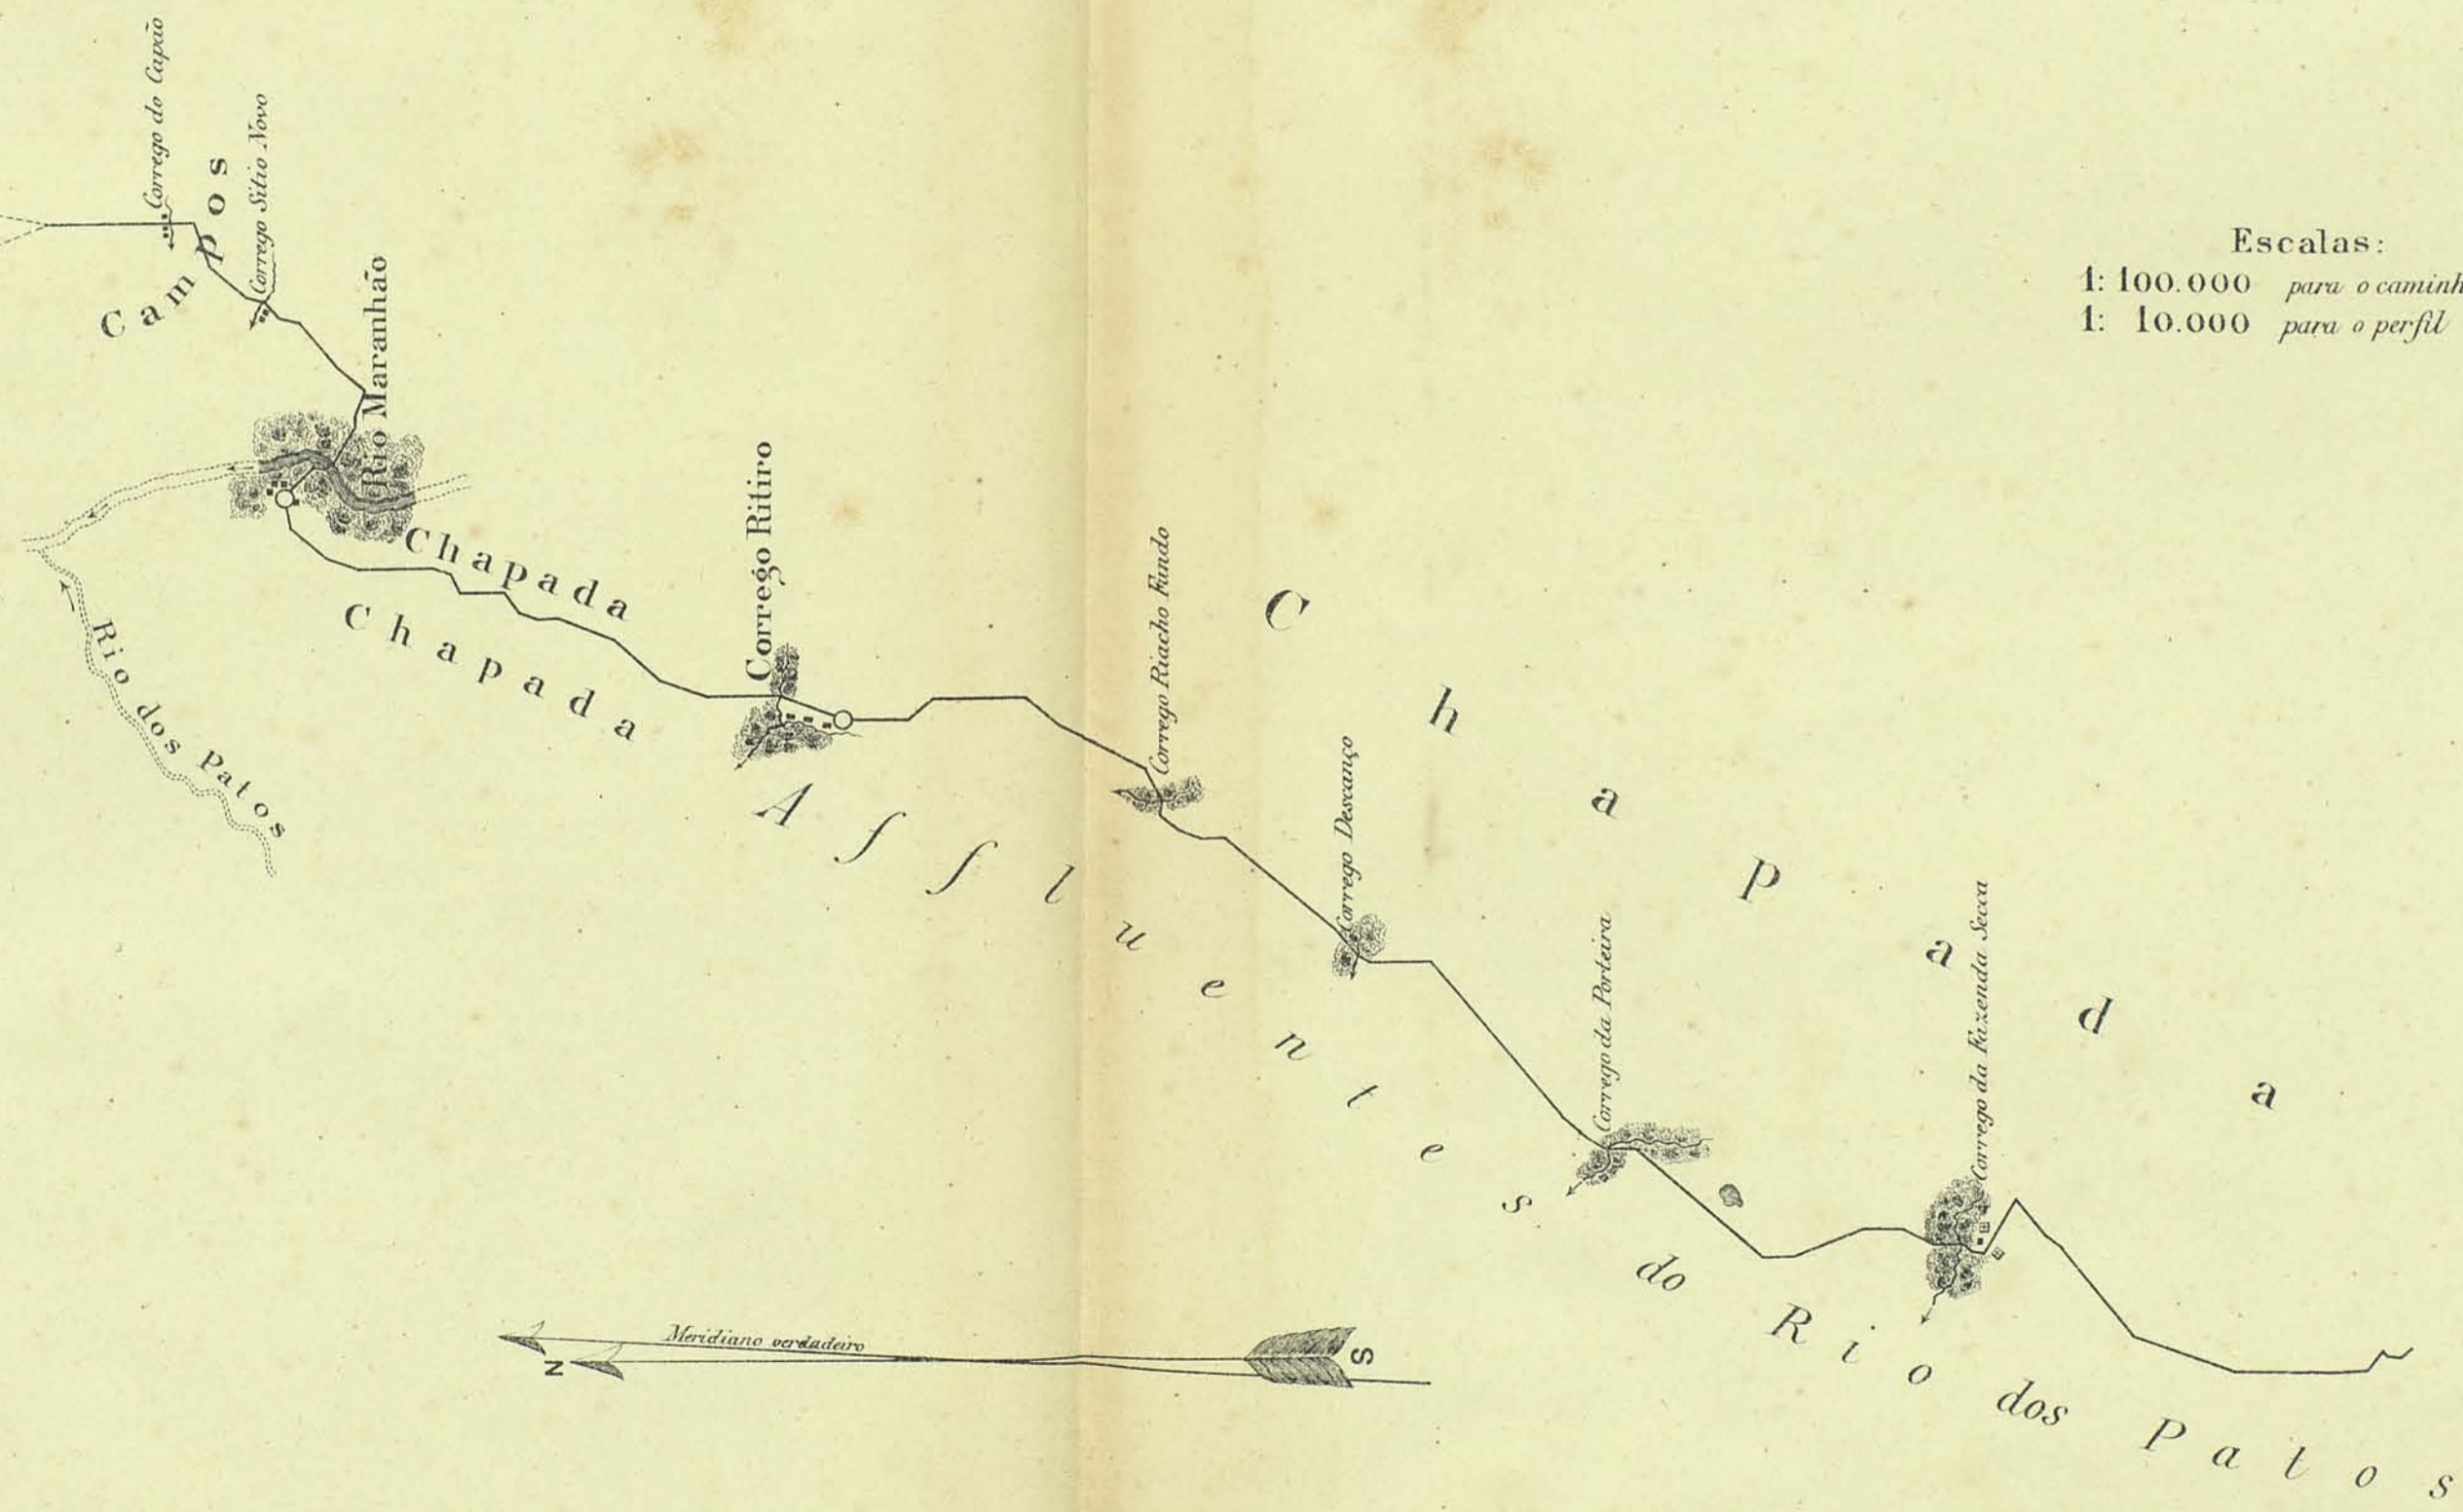 Corrego do Capão
Campos
Corrego Sitio Novo
Rio Maranhão
Escalas:
1: 100.000 para o caminh
1: 10.000 para o perfil
Chapada
Chapada
Rio dos Patos
Corrego Ritiro
Corrego Riacho Fundo
Chapada
Corrego Descanço
Corrego da Porteira
Corrego da Fazenda Secca
Affluentes do Rio dos Patos
Meridiano verdadeiro
N
S